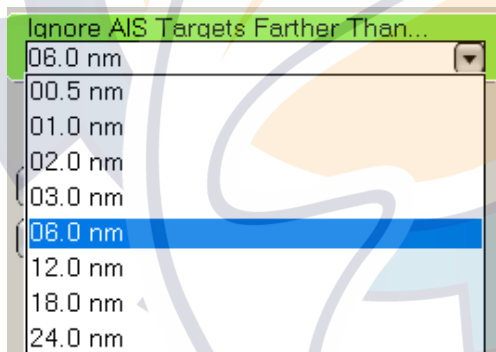 Ignore AIS Targets Farther Than...
06.0 nm
00.5 nm
01.0 nm
02.0 nm
03.0 nm
06.0 nm
12.0 nm
18.0 nm
24.0 nm